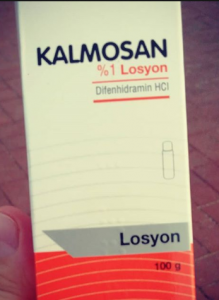 KALMOSAN
%1 Losyon
Difenhidramin HCl
Losyon
100 g